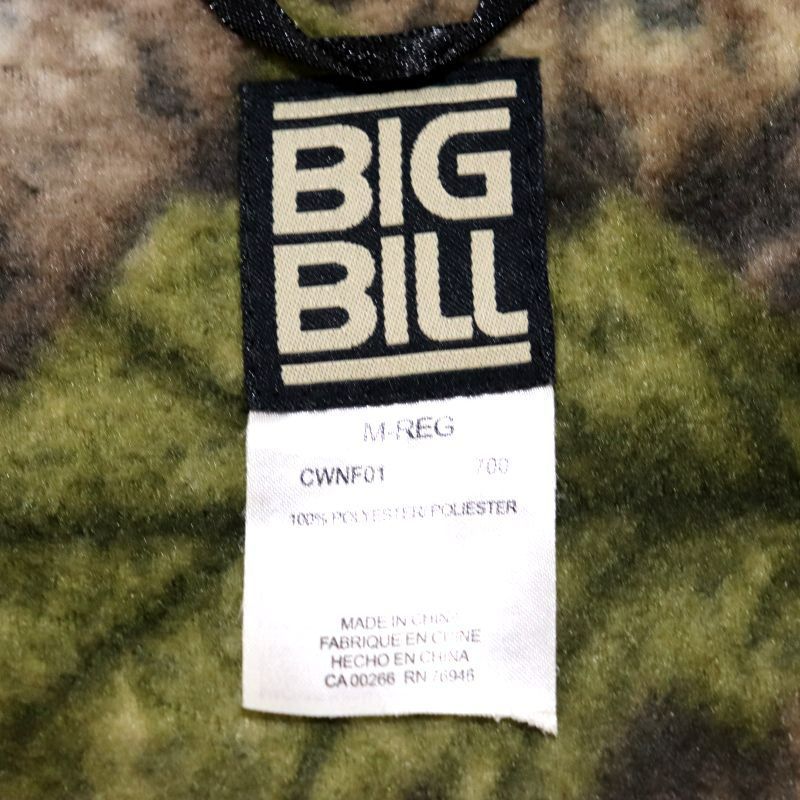 BIG
BILL
M-REG
CWNF01 700
100% POLYESTER/POLIESTER
MADE IN CHINA
FABRIQUE EN CHINE
HECHO EN CHINA
CA 00266 RN 76946